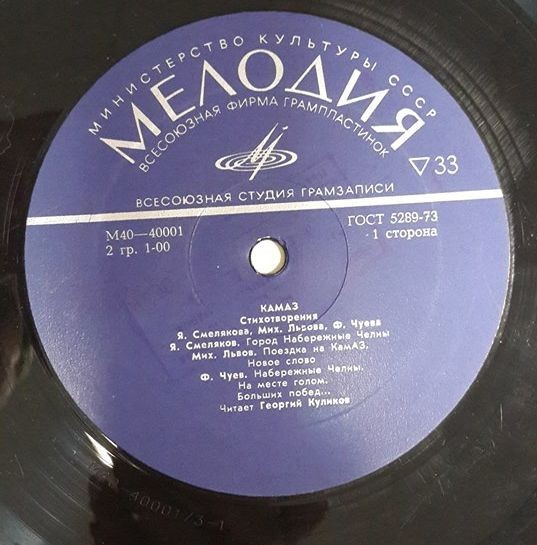 МИНИСТЕРСТВО КУЛЬТУРЫ СССР
МЕЛОДИЯ
ВСЕСОЮЗНАЯ ФИРМА ГРАМПЛАСТИНОК
▽33
ВСЕСОЮЗНАЯ СТУДИЯ ГРАМЗАПИСИ
М40—40001
ГОСТ 5289-73
2 гр. 1-00
1 сторона
КАМАЗ
Стихотворения
Я. Смелякова, Мих. Львова, Ф. Чуева
Я. Смеляков. Город Набережные Челны
Мих. Львов. Поездка на КамАЗ.
Новое слово
Ф. Чуев. Набережные Челны.
На месте голом.
Больших побед...
Читает Георгий Куликов
40001/3-1